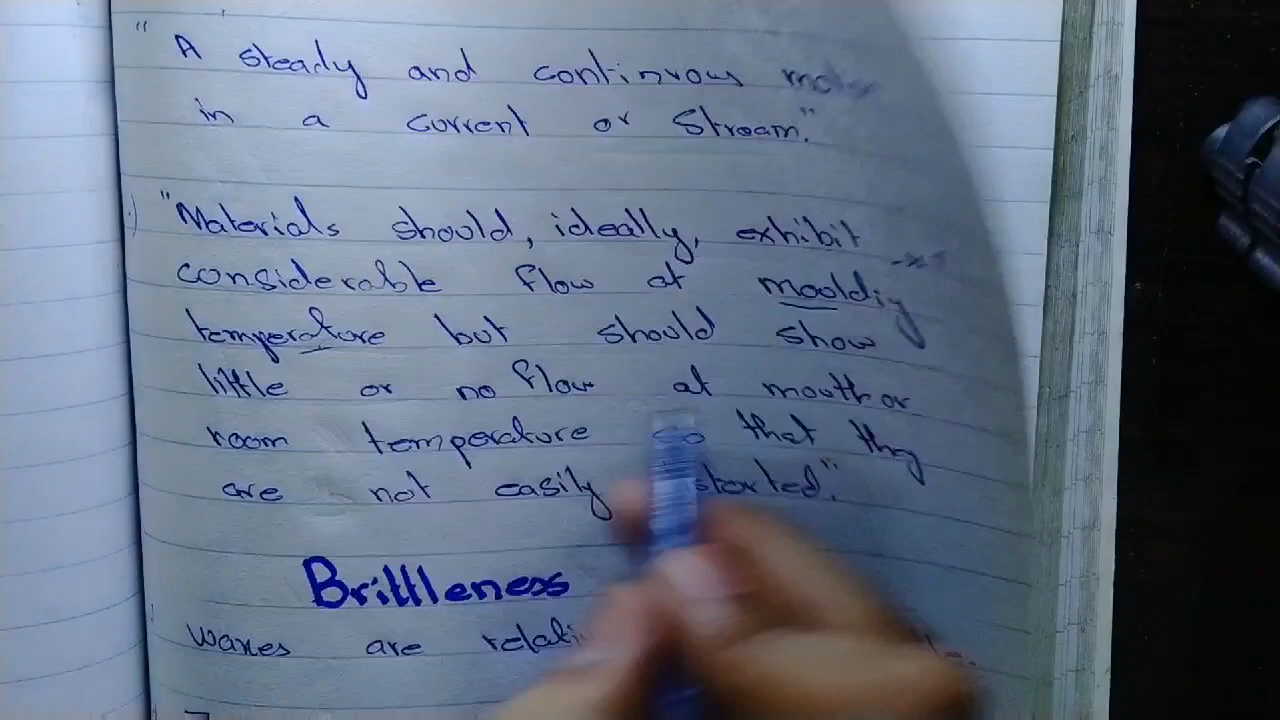 "A steady and continuous
in a current or stream."
"Materials should, ideally, exhibit
considerable flow at mooldig
temperature but should show
little or no flow at mouth or
room temperature so that they
are not easily
Brittleness
waxes are